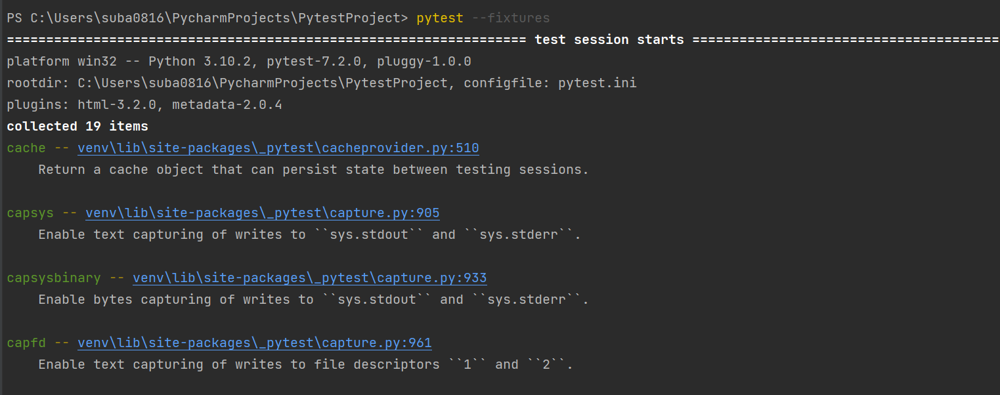 PS C:\Users\suba0816\PycharmProjects\PytestProject> pytest --fixtures
================================================================== test session starts =======================================
platform win32 -- Python 3.10.2, pytest-7.2.0, pluggy-1.0.0
rootdir: C:\Users\suba0816\PycharmProjects\PytestProject, configfile: pytest.ini
plugins: html-3.2.0, metadata-2.0.4
collected 19 items
cache -- venv\lib\site-packages\_pytest\cacheprovider.py:510
    Return a cache object that can persist state between testing sessions.
capsys -- venv\lib\site-packages\_pytest\capture.py:905
    Enable text capturing of writes to ``sys.stdout`` and ``sys.stderr``.
capsysbinary -- venv\lib\site-packages\_pytest\capture.py:933
    Enable bytes capturing of writes to ``sys.stdout`` and ``sys.stderr``.
capfd -- venv\lib\site-packages\_pytest\capture.py:961
    Enable text capturing of writes to file descriptors ``1`` and ``2``.